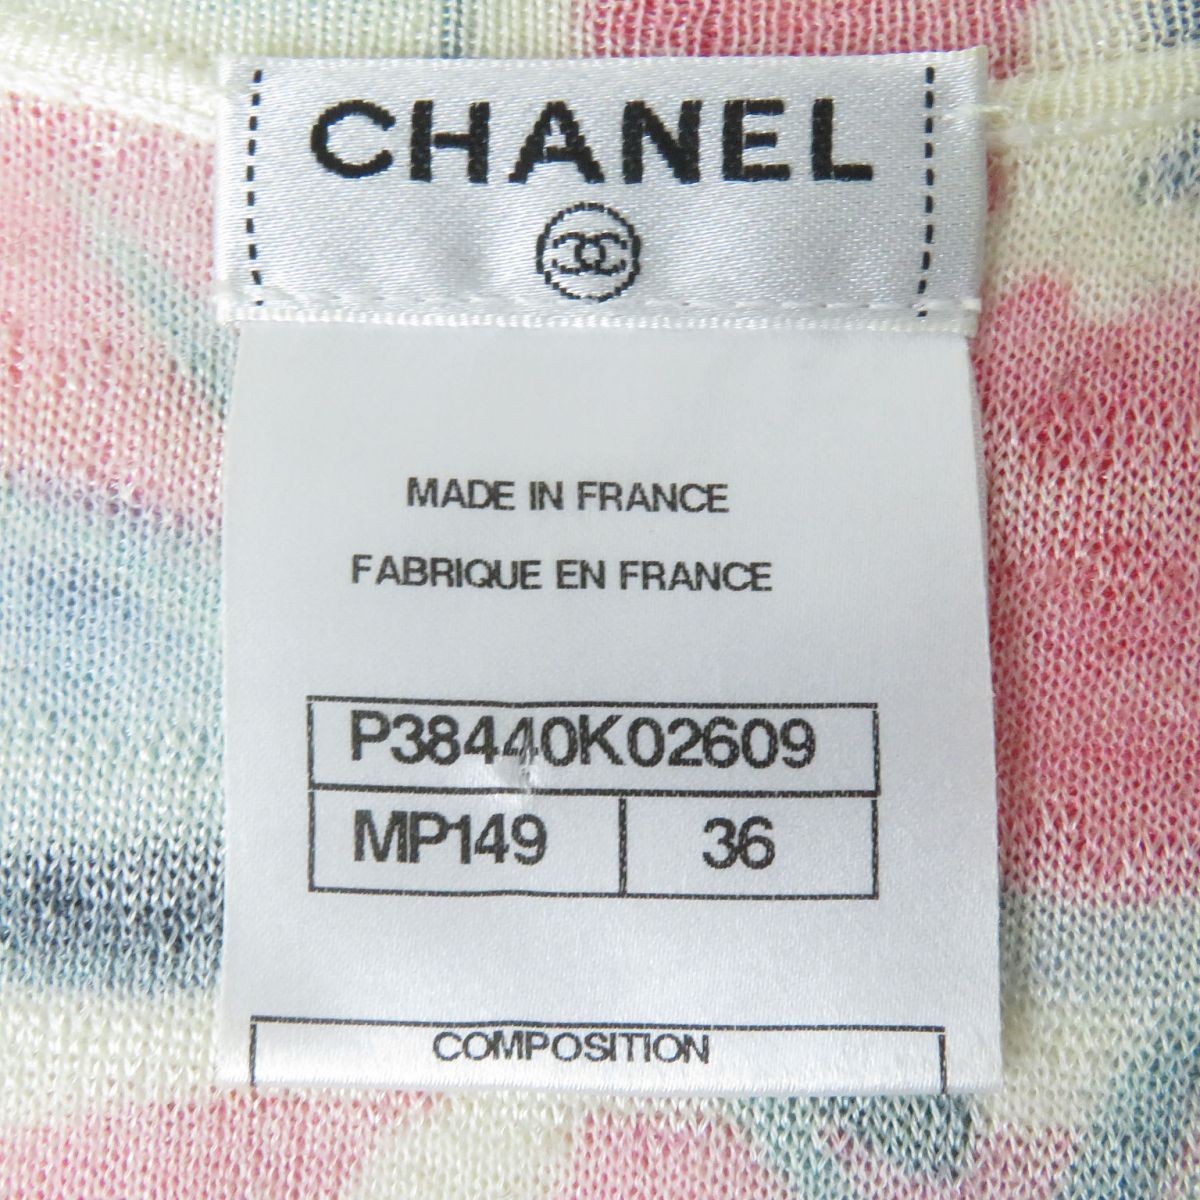 CHANEL
MADE IN FRANCE
FABRIQUE EN FRANCE
P38440K02609
MP149 36
COMPOSITION